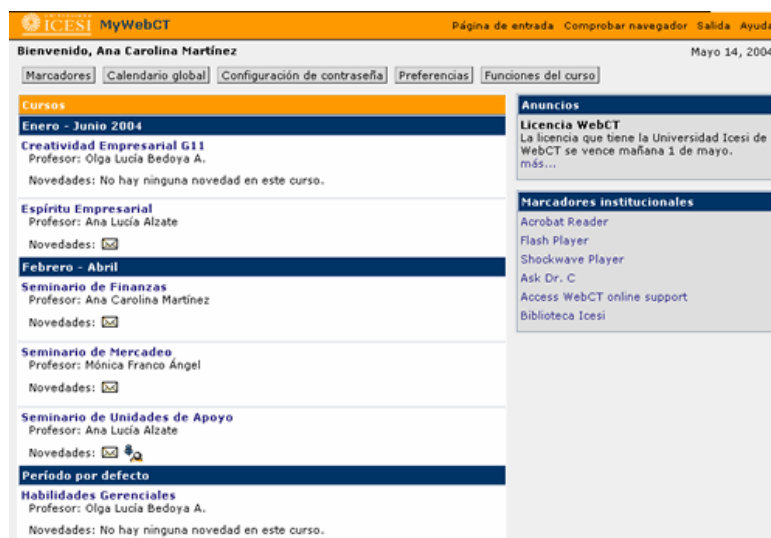 UNIVERSIDAD
ICESI MyWebCT
Página de entrada Comprobar navegador Salida Ayuda
Bienvenido, Ana Carolina Martínez
Mayo 14, 2004
Marcadores Calendario global Configuración de contraseña Preferencias Funciones del curso
Cursos
Enero - Junio 2004
Creatividad Empresarial G11
Profesor: Olga Lucía Bedoya A.
Novedades: No hay ninguna novedad en este curso.
Espíritu Empresarial
Profesor: Ana Lucía Alzate
Novedades:
Febrero - Abril
Seminario de Finanzas
Profesor: Ana Carolina Martínez
Novedades:
Seminario de Mercadeo
Profesor: Mónica Franco Ángel
Novedades:
Seminario de Unidades de Apoyo
Profesor: Ana Lucía Alzate
Novedades:
Período por defecto
Habilidades Gerenciales
Profesor: Olga Lucía Bedoya A.
Novedades: No hay ninguna novedad en este curso.
Anuncios
Licencia WebCT
La licencia que tiene la Universidad Icesi de
WebCT se vence mañana 1 de mayo.
más...
Marcadores institucionales
Acrobat Reader
Flash Player
Shockwave Player
Ask Dr. C
Access WebCT online support
Biblioteca Icesi